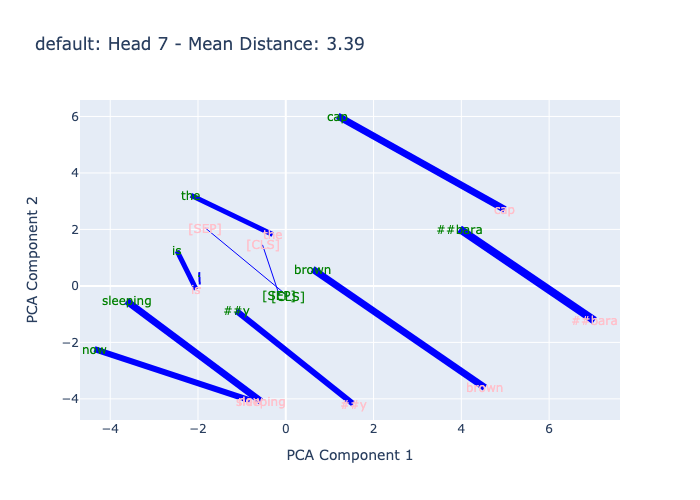 default: Head 7 - Mean Distance: 3.39
6
cap
4
the
cap
2
[SEP]
the
##bara
[CLS]
is
brown
0
is
[SEP]
[CLS]
sleeping
##y
##bara
−2
now
brown
−4
sleeping
##y
−4
−2
0
2
4
6
PCA Component 1
PCA Component 2